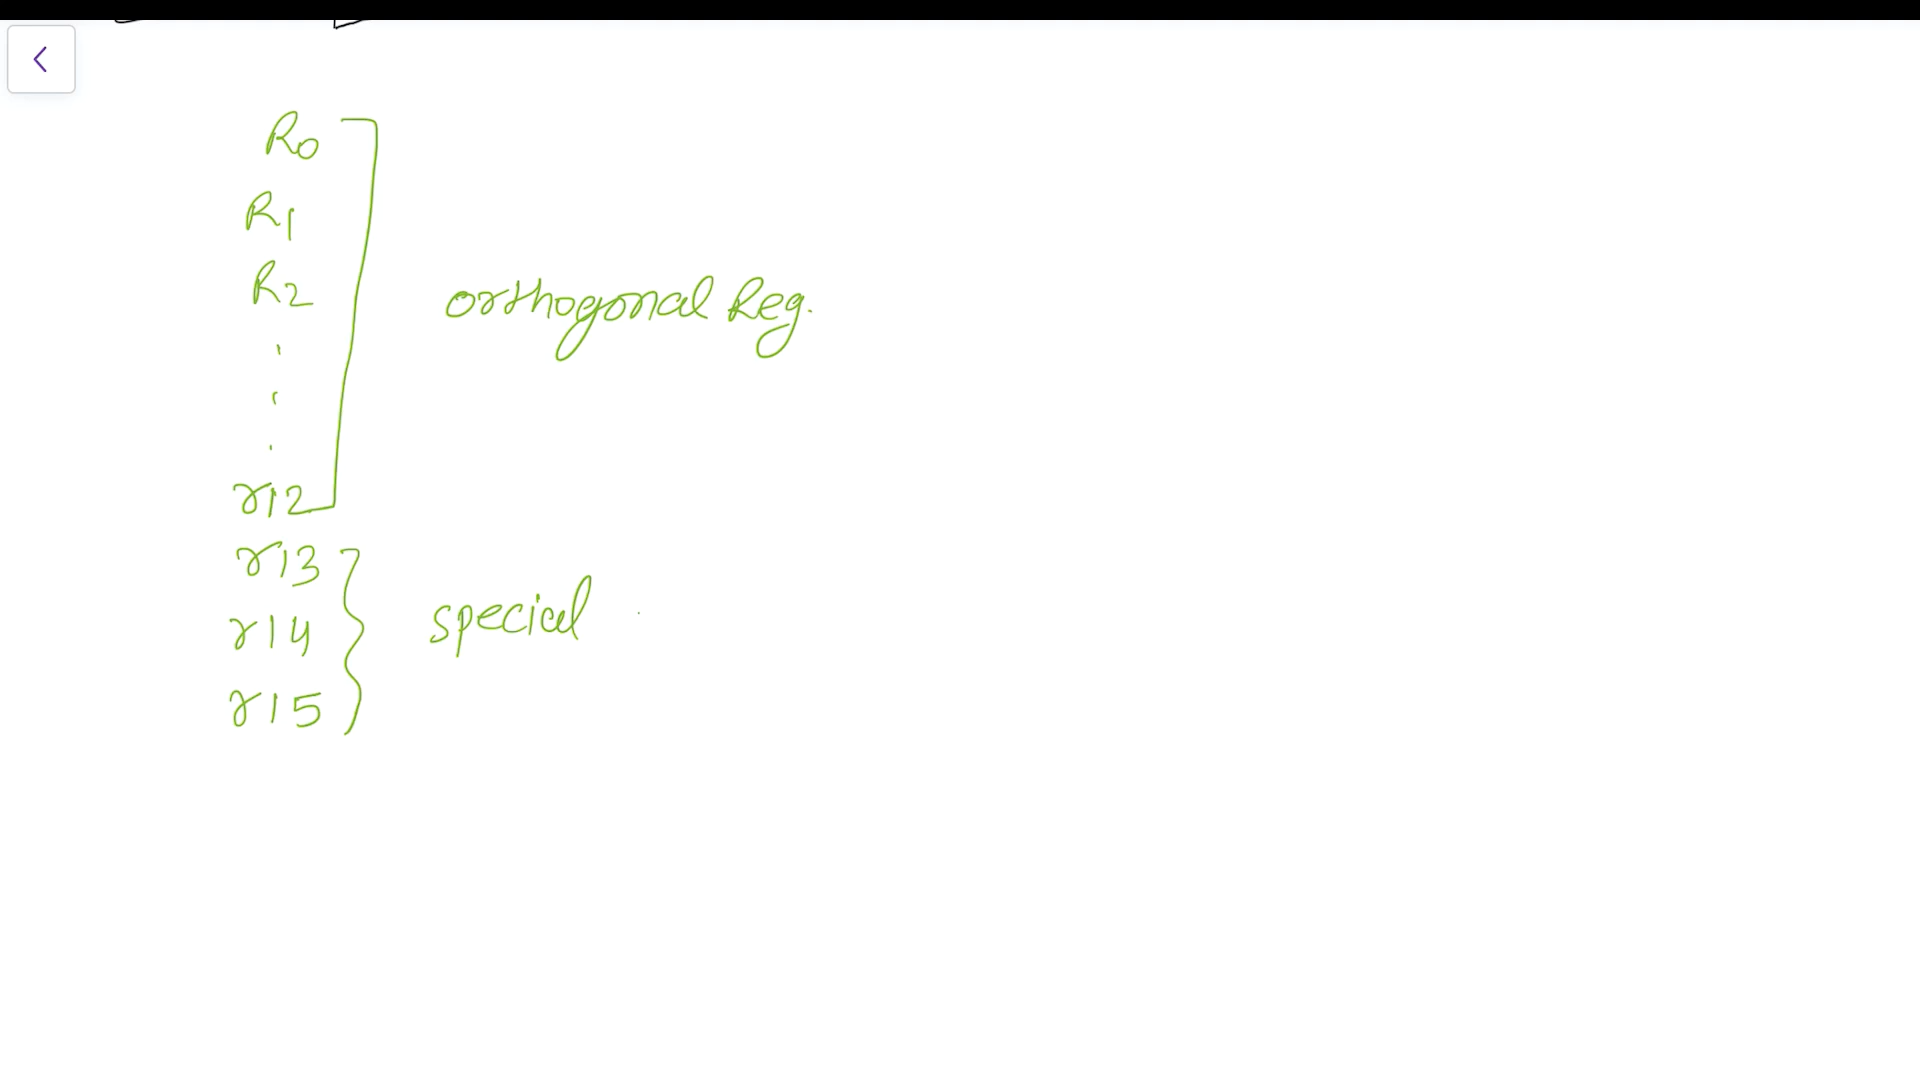 R0
R1
R2
.
.
.
orthogonal Reg.
r12
r13
r14
r15
special